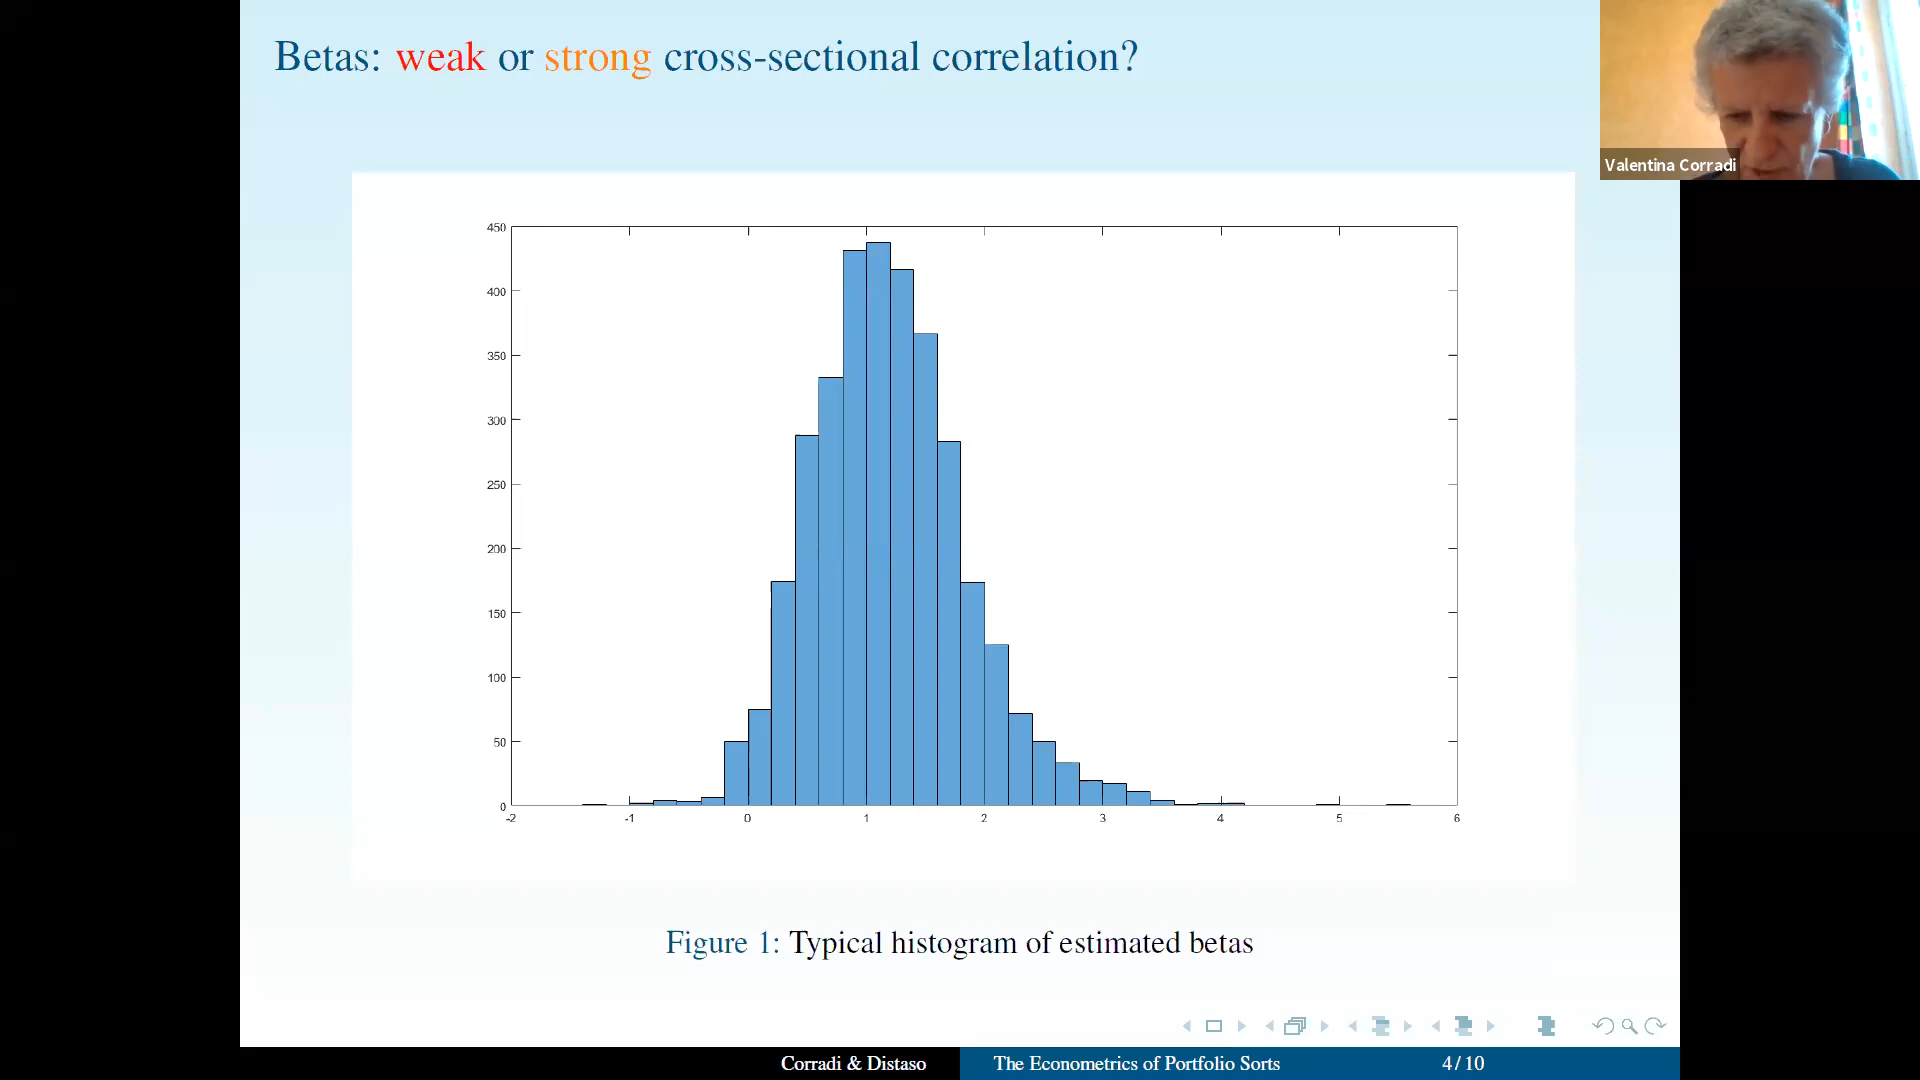 Betas: weak or strong cross-sectional correlation?
Valentina Corradi
450
400
350
300
250
200
150
100
50
0
-2 -1 0 1 2 3 4 5 6
Figure 1: Typical histogram of estimated betas
Corradi & Distaso The Econometrics of Portfolio Sorts 4/10